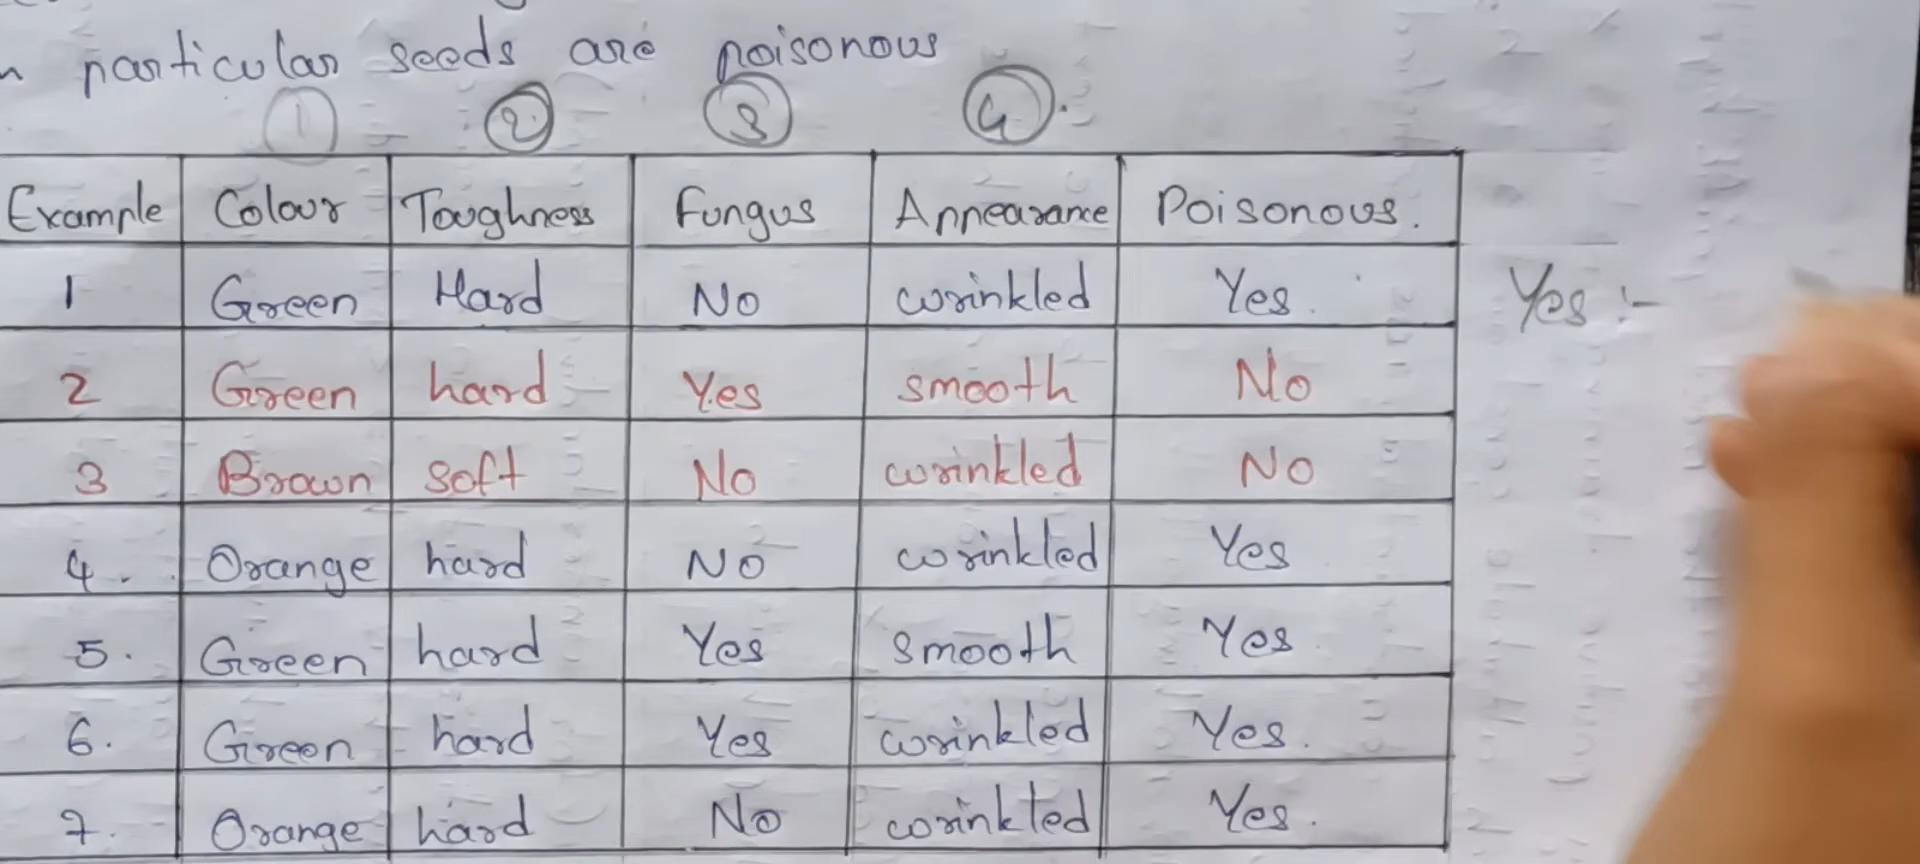 particular seeds are poisonous
1 2 3 4.
Example Colour Toughness Fungus Appearance Poisonous.
1 Green Hard No wrinkled Yes.
2 Green hard Yes smooth No
3 Brown soft No wrinkled No
4. Orange hard No wrinkled Yes
5. Green hard Yes smooth Yes
6. Green hard Yes wrinkled Yes.
7. Orange hard No wrinkled Yes.
Yes :-